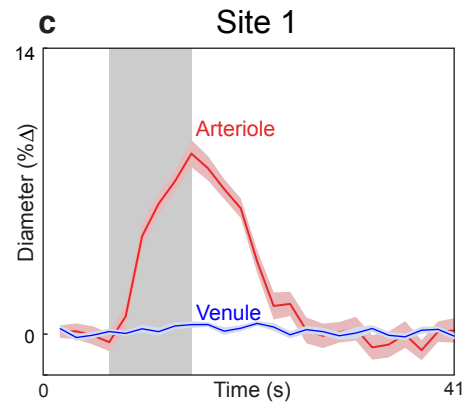 c Site 1
14
Diameter (%Δ)
Arteriole
Venule
0
0 Time (s) 41